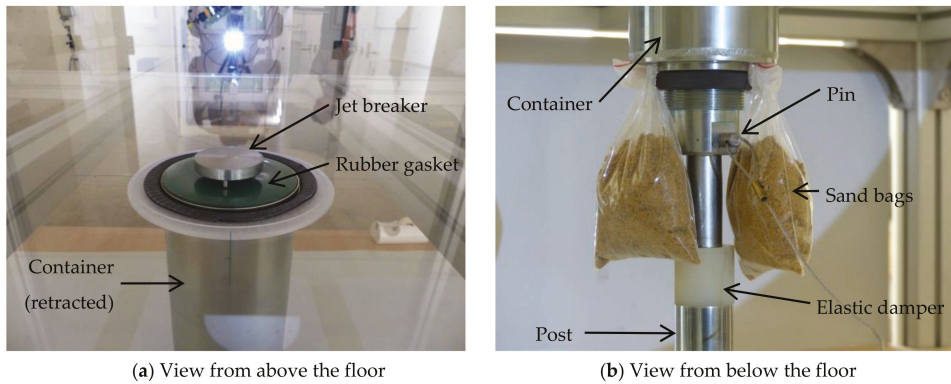 Jet breaker
Rubber gasket
Container
(retracted)
(a) View from above the floor
Container
Pin
Sand bags
Elastic damper
Post
(b) View from below the floor